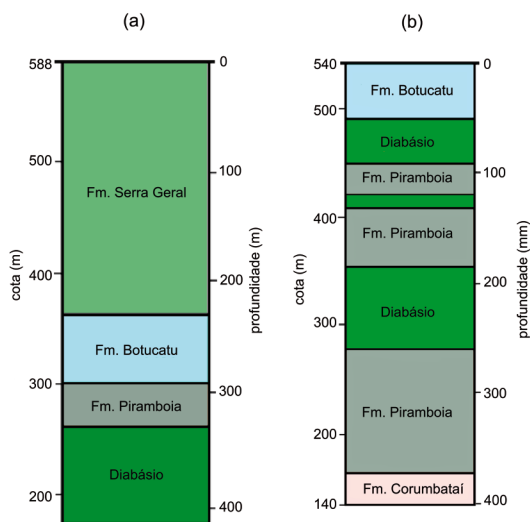 (a)
588
500
400
300
200
cota (m)
Fm. Serra Geral
Fm. Botucatu
Fm. Piramboia
Diabásio
0
100
200
300
400
profundidade (m)
(b)
540
500
400
300
200
140
cota (m)
Fm. Botucatu
Diabásio
Fm. Piramboia
Fm. Piramboia
Diabásio
Fm. Piramboia
Fm. Corumbataí
0
100
200
300
400
profundidade (mm)